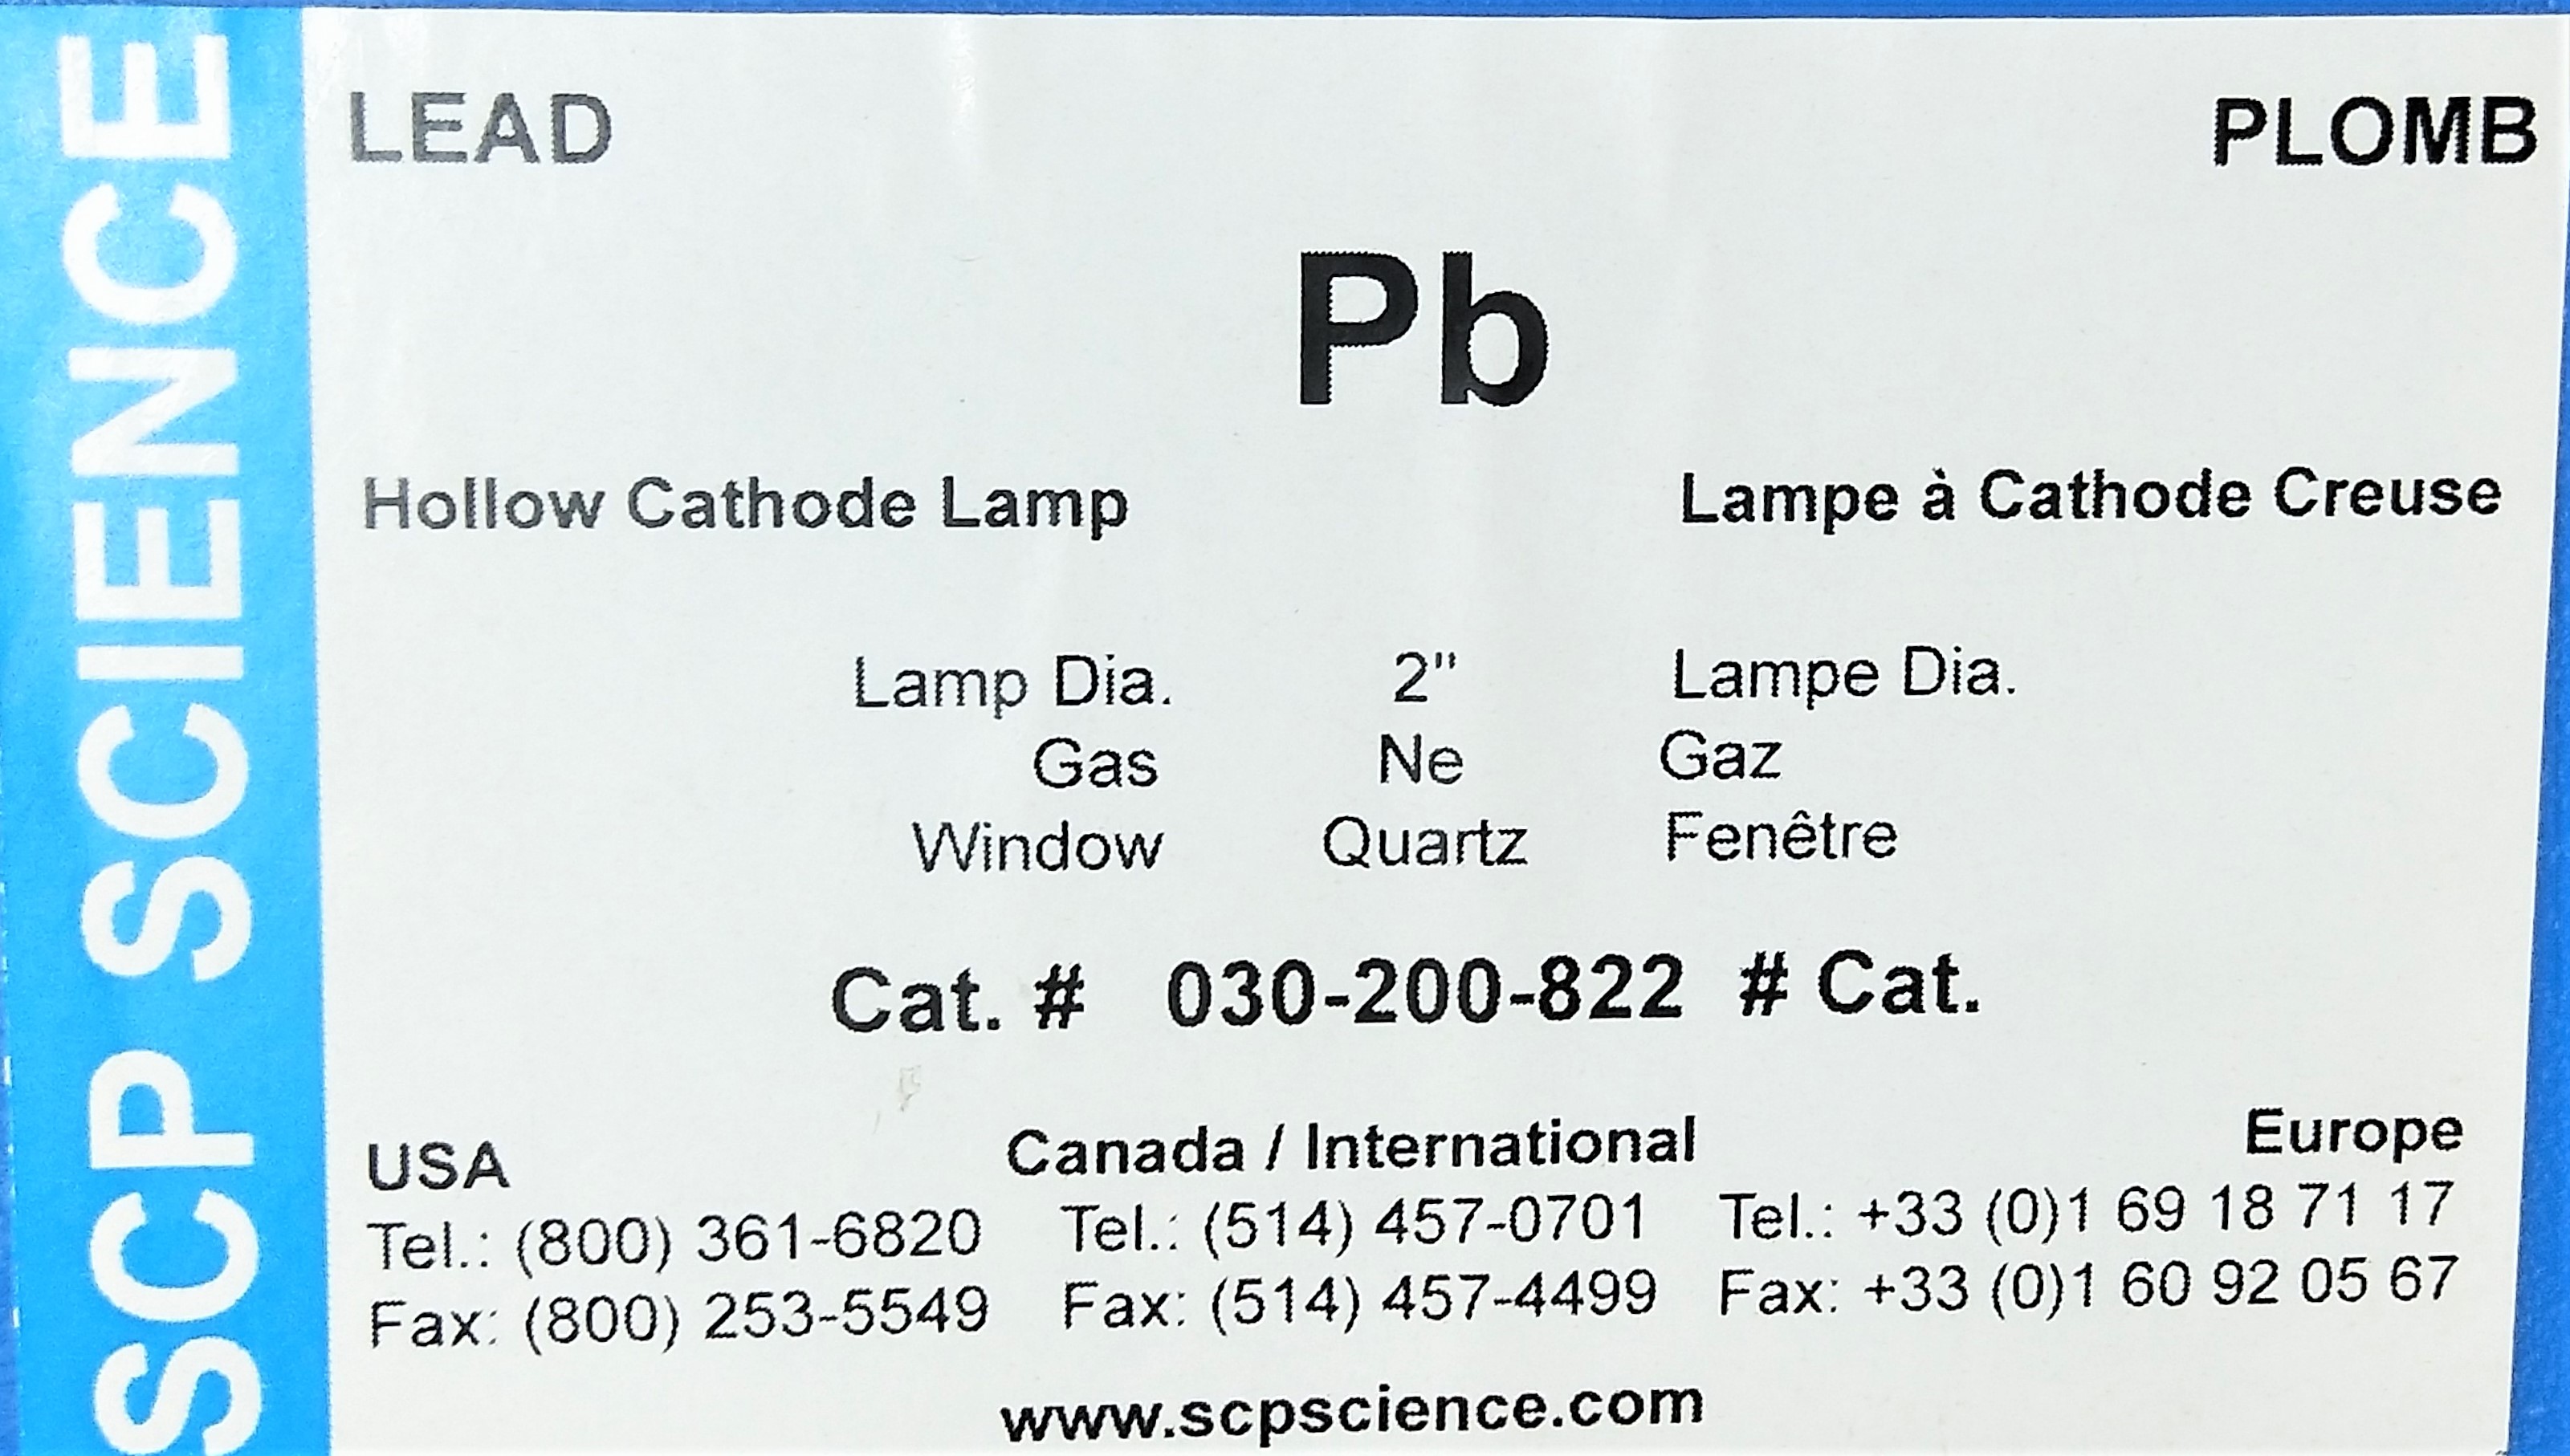 SCP SCIENCE
LEAD PLOMB
Pb
Hollow Cathode Lamp Lampe à Cathode Creuse
Lamp Dia. 2" Lampe Dia.
Gas Ne Gaz
Window Quartz Fenêtre
Cat. # 030-200-822 # Cat.
USA Canada / International Europe
Tel.: (800) 361-6820 Tel.: (514) 457-0701 Tel.: +33 (0)1 69 18 71 17
Fax: (800) 253-5549 Fax: (514) 457-4499 Fax: +33 (0)1 60 92 05 67
www.scpscience.com